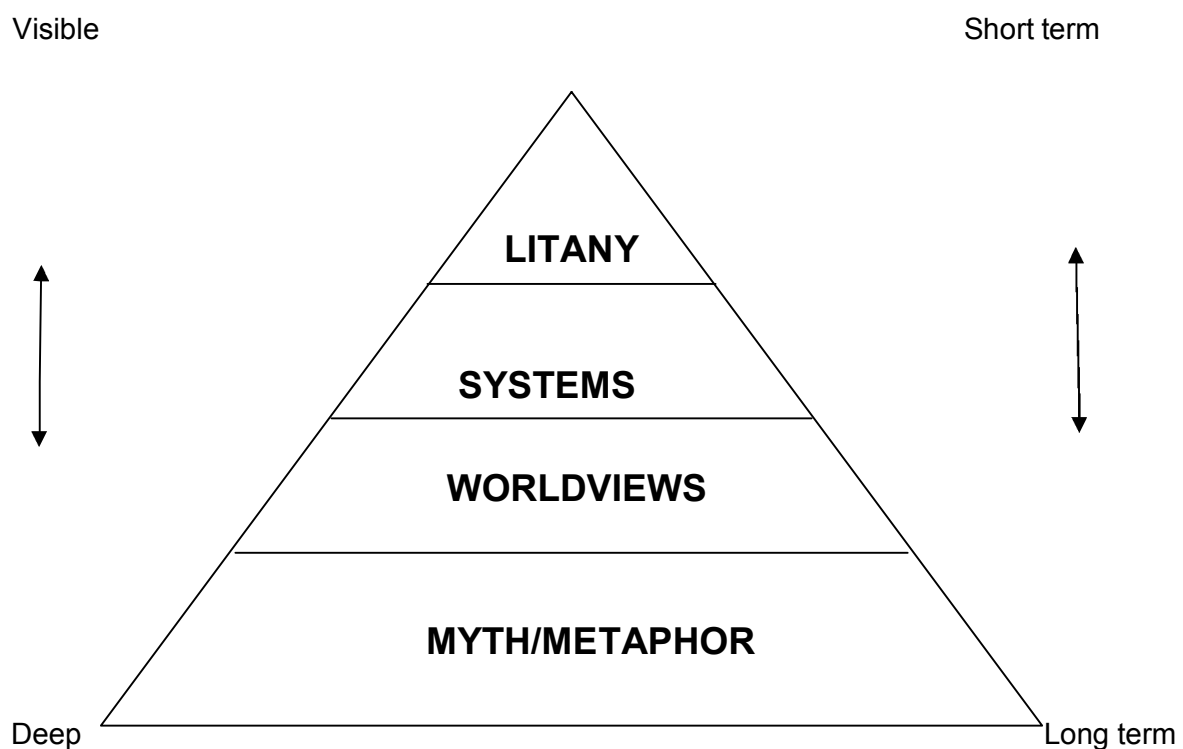 Visible
Short term
LITANY
SYSTEMS
WORLDVIEWS
MYTH/METAPHOR
Deep
Long term